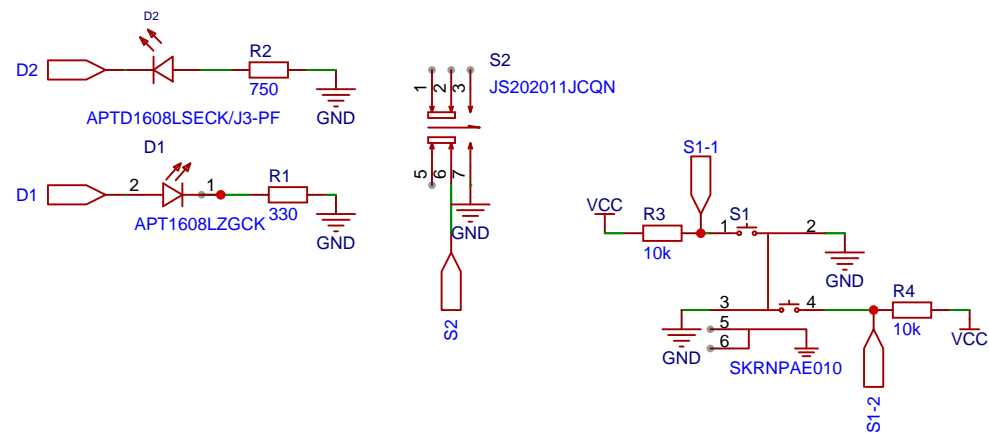 D2
D2
R2
750
GND
APTD1608LSECK/J3-PF
D1
D1
2
1
R1
330
GND
APT1608LZGCK
S2
JS202011JCQN
1
2
3
5
6
7
GND
S2
S1-1
VCC
R3
10k
1
S1
2
GND
3
4
R4
10k
VCC
GND
5
6
SKRNPAE010
S1-2